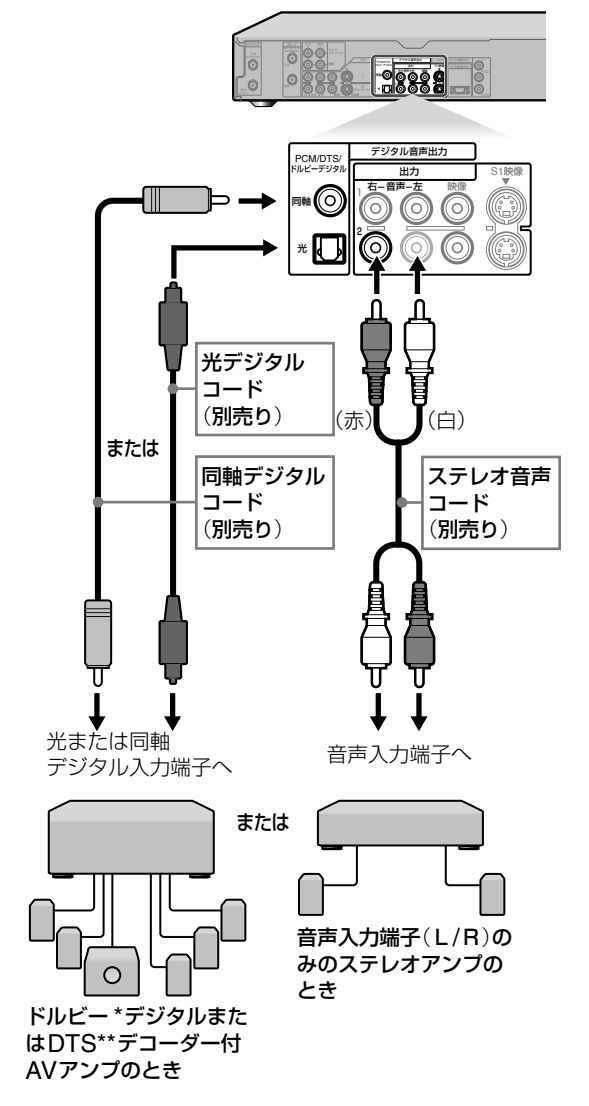 PCM/DTS/
ドルビーデジタル
デジタル音声出力
出力
S1映像
1
右−音声−左
映像
同軸
2
光
光デジタル
コード
(別売り)
(赤)
(白)
または
同軸デジタル
コード
(別売り)
ステレオ音声
コード
(別売り)
光または同軸
デジタル入力端子へ
音声入力端子へ
または
音声入力端子(L/R)の
みのステレオアンプの
とき
ドルビー*デジタルまた
はDTS**デコーダー付
AVアンプのとき